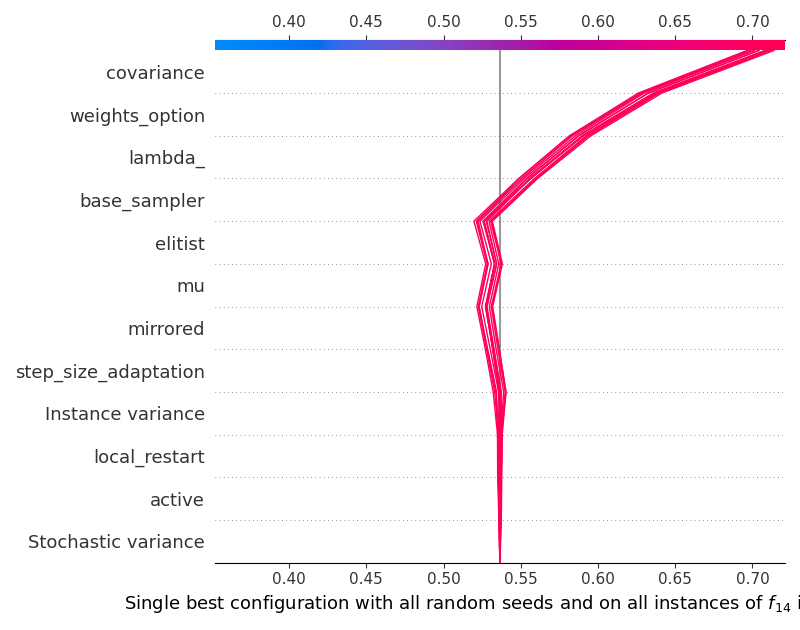 0.40 0.45 0.50 0.55 0.60 0.65 0.70
covariance
weights_option
lambda_
base_sampler
elitist
mu
mirrored
step_size_adaptation
Instance variance
local_restart
active
Stochastic variance
0.40 0.45 0.50 0.55 0.60 0.65 0.70
Single best configuration with all random seeds and on all instances of f14 i